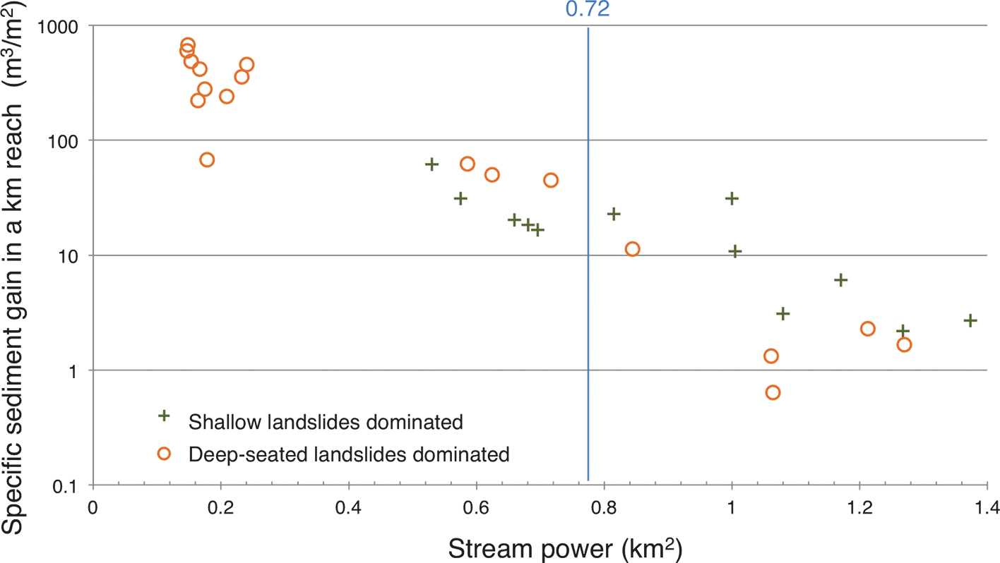 0.72
Specific sediment gain in a km reach (m³/m²)
1000
100
10
1
0.1
Shallow landslides dominated
Deep-seated landslides dominated
0 0.2 0.4 0.6 0.8 1 1.2 1.4
Stream power (km²)